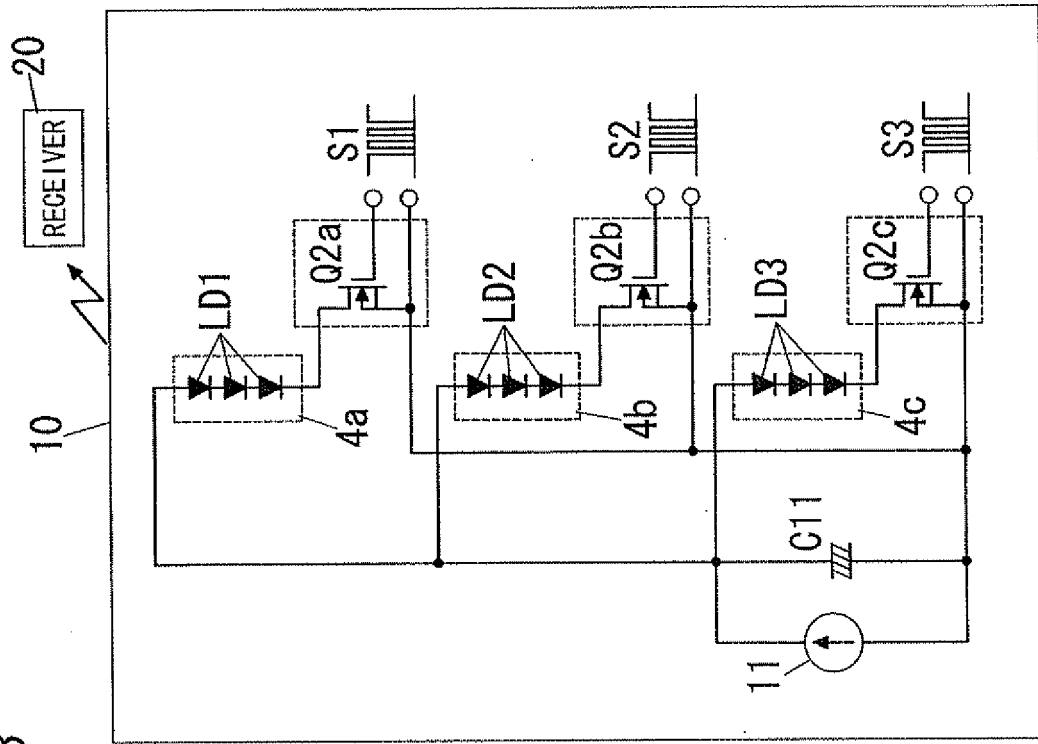 10
RECEIVER
20
LD1
4a
Q2a
S1
LD2
4b
Q2b
S2
LD3
4c
Q2c
S3
C11
11